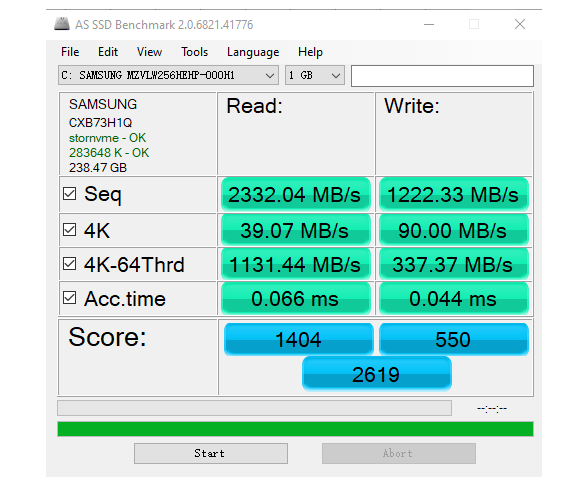 AS SSD Benchmark 2.0.6821.41776
File Edit View Tools Language Help
C: SAMSUNG MZVLW256HEHP-000H1 1 GB
SAMSUNG
CXB73H1Q
stornvme - OK
283648 K - OK
238.47 GB
Read: Write:
Seq 2332.04 MB/s 1222.33 MB/s
4K 39.07 MB/s 90.00 MB/s
4K-64Thrd 1131.44 MB/s 337.37 MB/s
Acc.time 0.066 ms 0.044 ms
Score: 1404 550
2619
--:--:--
Start Abort